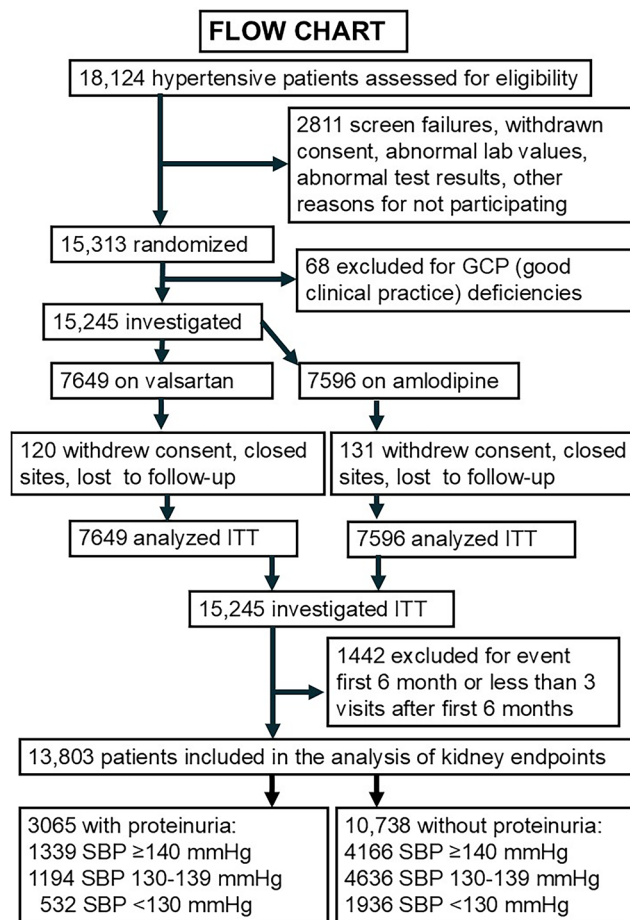 FLOW CHART
18,124 hypertensive patients assessed for eligibility
2811 screen failures, withdrawn
consent, abnormal lab values,
abnormal test results, other
reasons for not participating
15,313 randomized
68 excluded for GCP (good
clinical practice) deficiencies
15,245 investigated
7649 on valsartan
7596 on amlodipine
120 withdrew consent, closed
sites, lost to follow-up
131 withdrew consent, closed
sites, lost to follow-up
7649 analyzed ITT
7596 analyzed ITT
15,245 investigated ITT
1442 excluded for event
first 6 month or less than 3
visits after first 6 months
13,803 patients included in the analysis of kidney endpoints
3065 with proteinuria:
1339 SBP ≥140 mmHg
1194 SBP 130-139 mmHg
532 SBP <130 mmHg
10,738 without proteinuria:
4166 SBP ≥140 mmHg
4636 SBP 130-139 mmHg
1936 SBP <130 mmHg